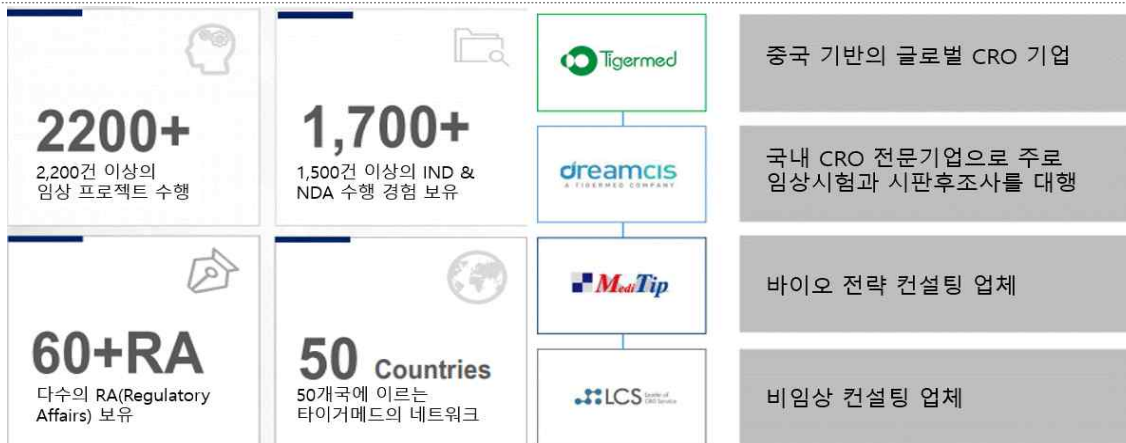 2200+
2,200건 이상의
임상 프로젝트 수행
1,700+
1,500건 이상의 IND &
NDA 수행 경험 보유
60+RA
다수의 RA(Regulatory
Affairs) 보유
50 Countries
50개국에 이르는
타이거메드의 네트워크
Tigermed
중국 기반의 글로벌 CRO 기업
dreamcis
A TIGERMED COMPANY
국내 CRO 전문기업으로 주로
임상시험과 시판후조사를 대행
MediTip
바이오 전략 컨설팅 업체
LCS
Leader of
CRO Service
비임상 컨설팅 업체